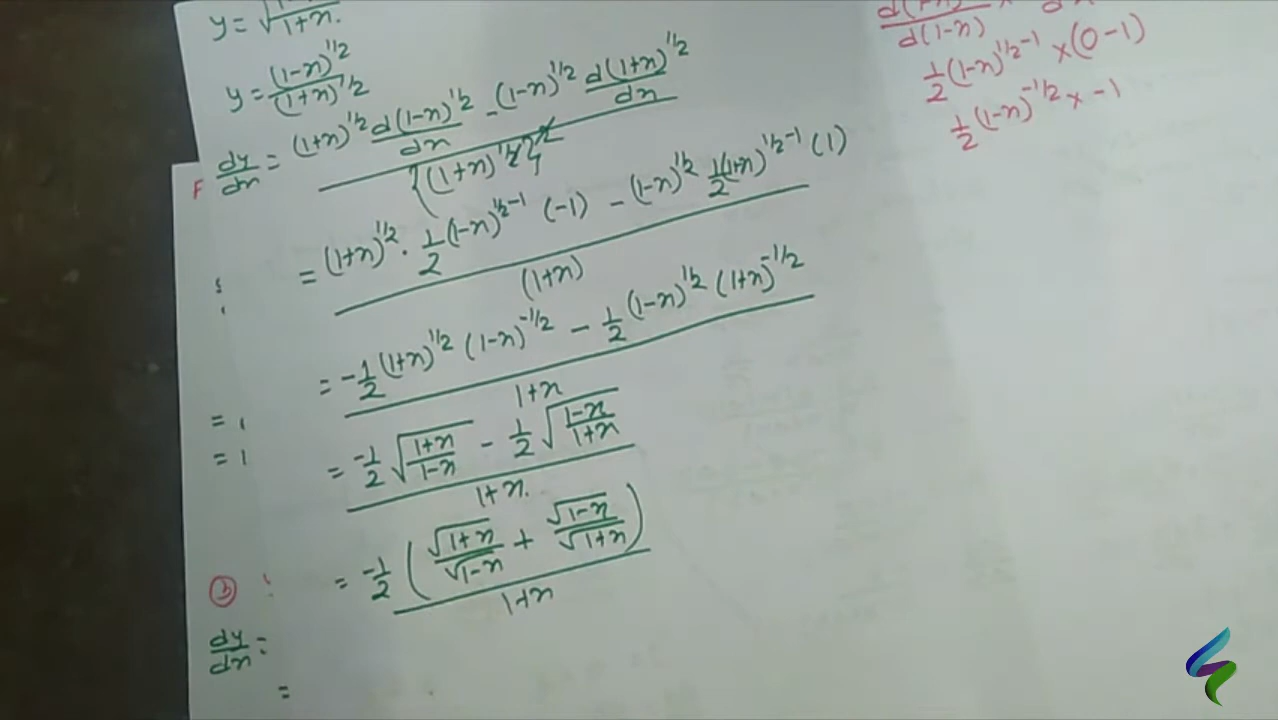 y = √(1-x)/(1+x).
y = (1-x)^1/2 / (1+x)^1/2
dy/dx = (1+x)^1/2 d(1-x)^1/2 / dx - (1-x)^1/2 d(1+x)^1/2 / dx
{(1+x)^1/2}^2
= (1+x)^1/2 . 1/2 (1-x)^1/2-1 (-1) - (1-x)^1/2 1/2 (1+x)^1/2-1 (1)
(1+x)
= -1/2 (1+x)^1/2 (1-x)^-1/2 - 1/2 (1-x)^1/2 (1+x)^-1/2
1+x
= -1/2 √(1+x)/(1-x) - 1/2 √(1-x)/(1+x)
1+x.
= -1/2 (√1+x / √1-x + √1-x / √1+x)
1+x
dy/dx =
=
d(1-x)
1/2 (1-x)^1/2-1 × (0-1)
1/2 (1-x)^-1/2 × -1